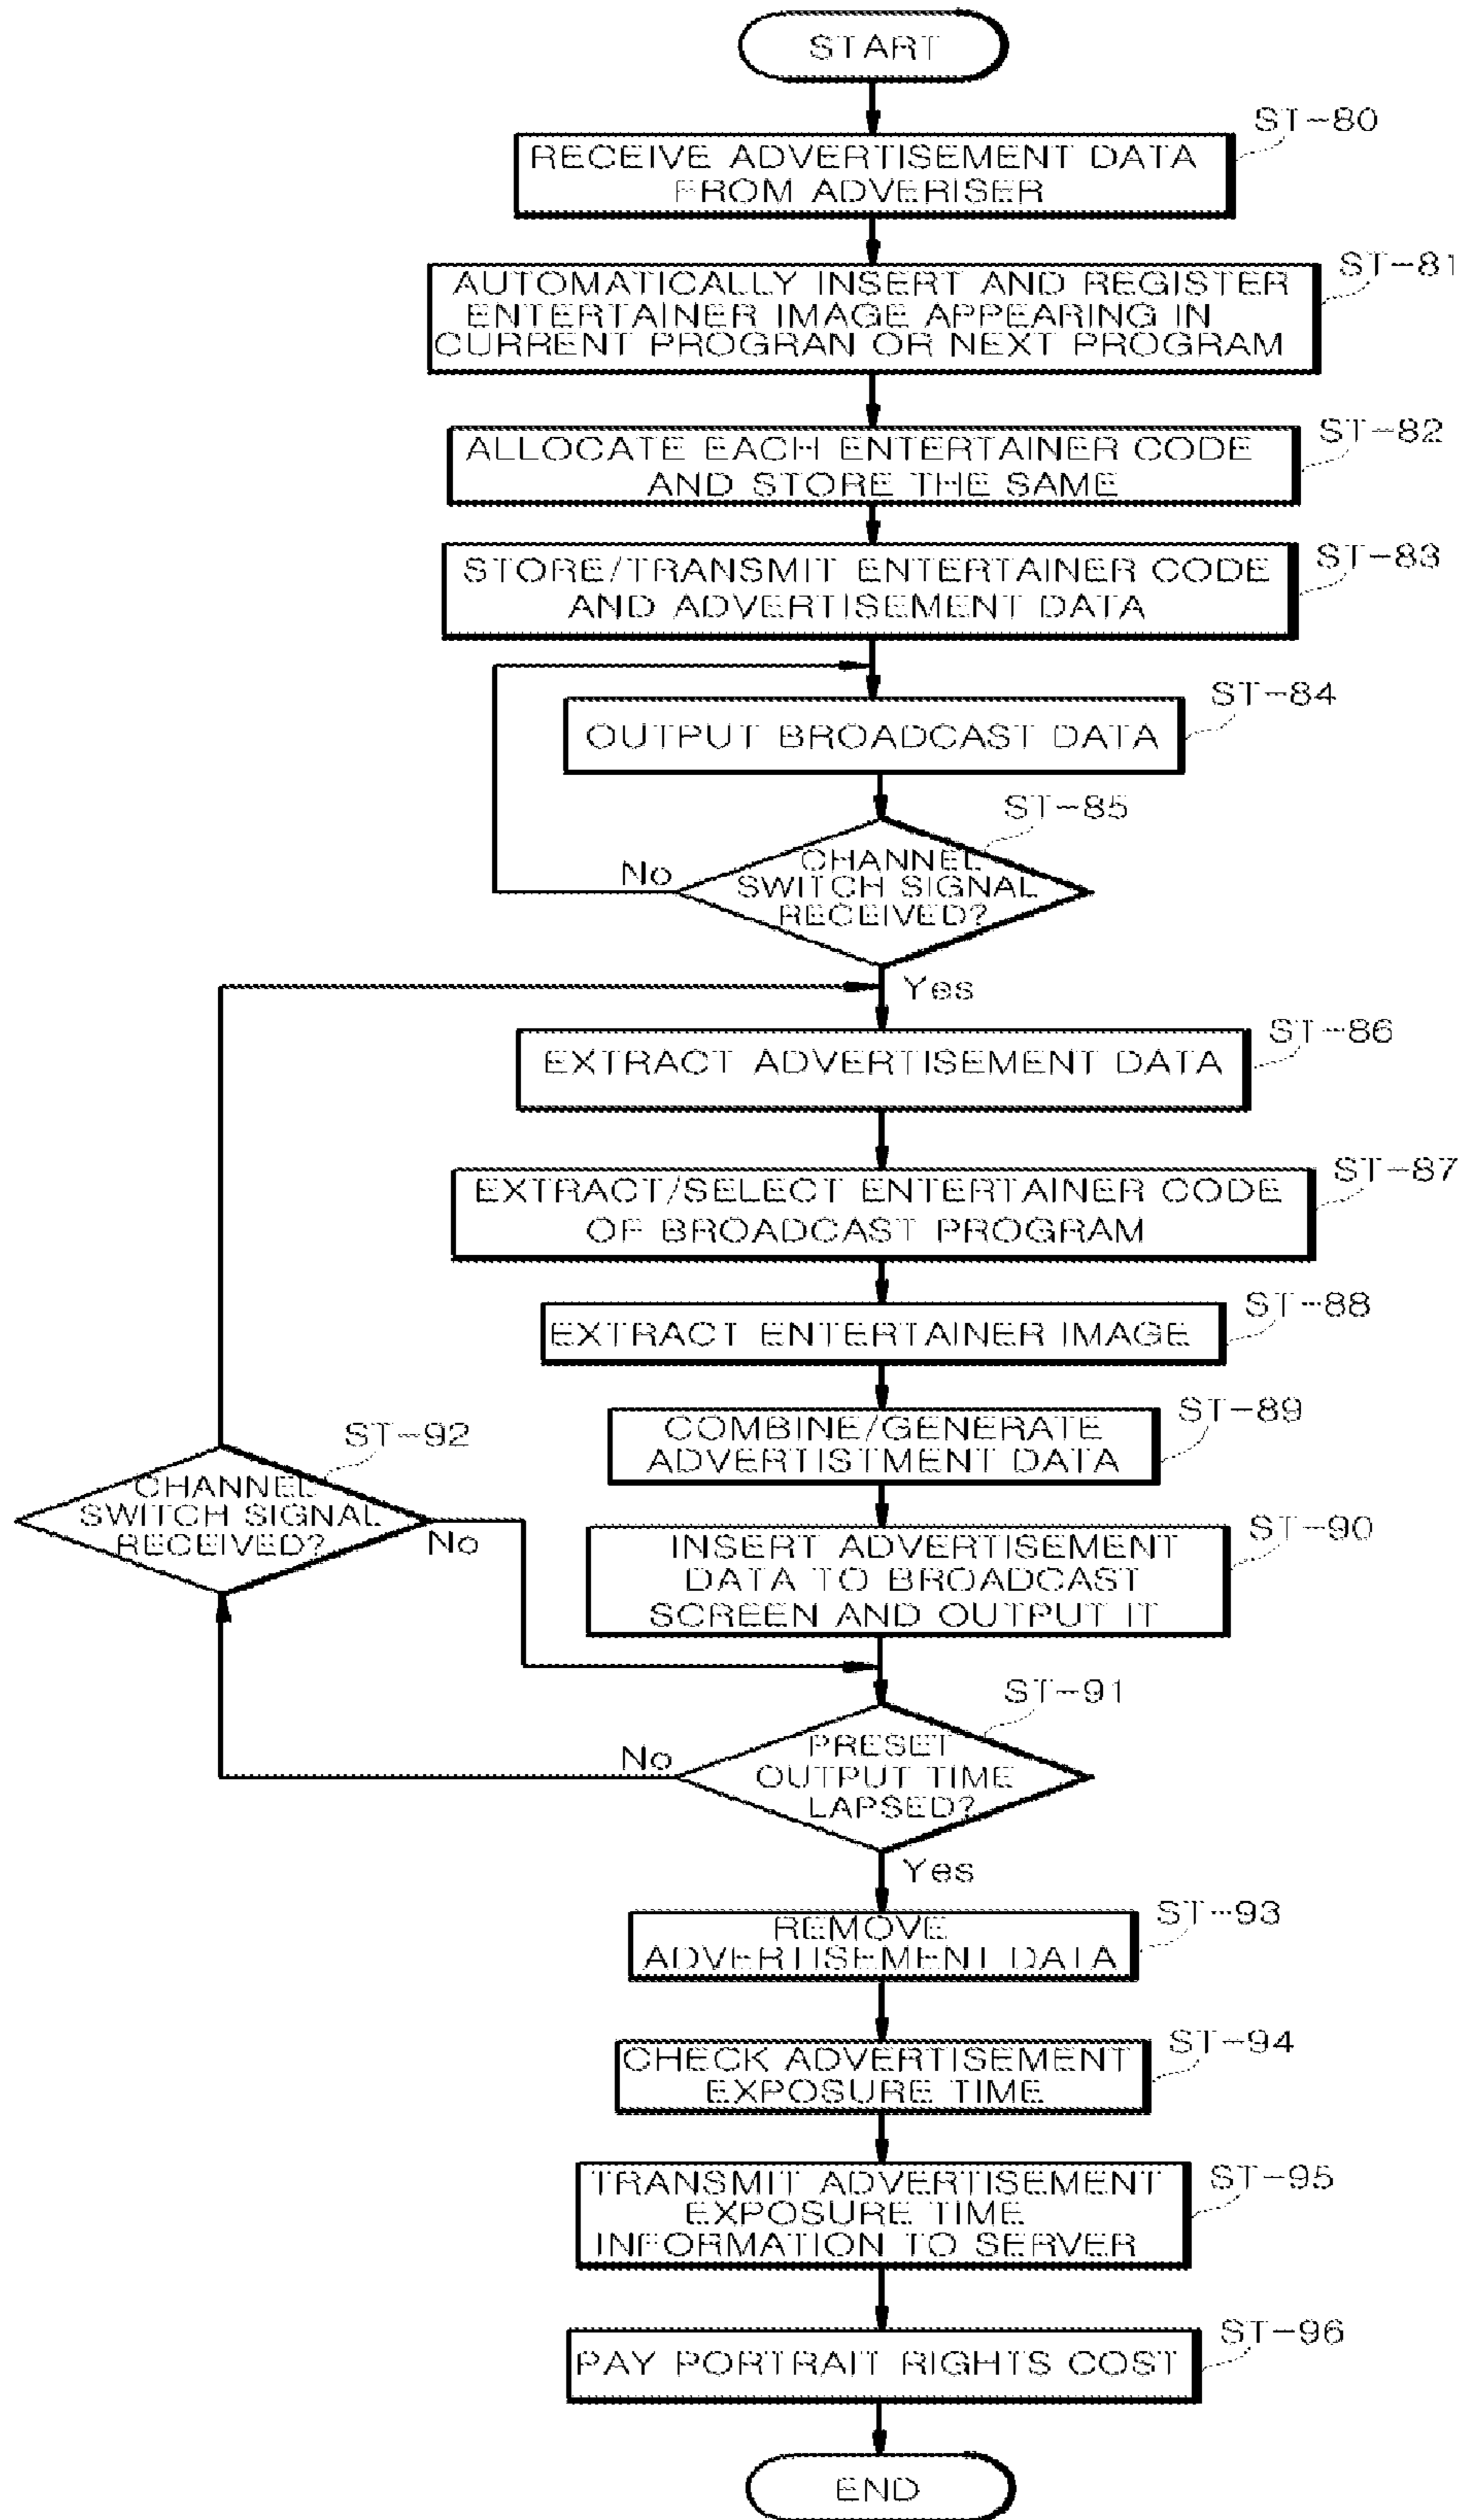 START
ST-80
RECEIVE ADVERTISEMENT DATA
FROM ADVERISER
ST-81
AUTOMATICALLY INSERT AND REGISTER
ENTERTAINER IMAGE APPEARING IN
CURRENT PROGRAN OR NEXT PROGRAM
ST-82
ALLOCATE EACH ENTERTAINER CODE
AND STORE THE SAME
ST-83
STORE/TRANSMIT ENTERTAINER CODE
AND ADVERTISEMENT DATA
ST-84
OUTPUT BROADCAST DATA
ST-85
CHANNEL
SWITCH SIGNAL
RECEIVED?
No
Yes
ST-86
EXTRACT ADVERTISEMENT DATA
ST-87
EXTRACT/SELECT ENTERTAINER CODE
OF BROADCAST PROGRAM
ST-88
EXTRACT ENTERTAINER IMAGE
ST-89
COMBINE/GENERATE
ADVERTISTMENT DATA
ST-92
CHANNEL
SWITCH SIGNAL
RECEIVED?
No
ST-90
INSERT ADVERTISEMENT
DATA TO BROADCAST
SCREEN AND OUTPUT IT
ST-91
PRESET
OUTPUT TIME
LAPSED?
No
Yes
ST-93
REMOVE
ADVERTISEMENT DATA
ST-94
CHECK ADVERTISEMENT
EXPOSURE TIME
ST-95
TRANSMIT ADVERTISEMENT
EXPOSURE TIME
INFORMATION TO SERVER
ST-96
PAY PORTRAIT RIGHTS COST
END